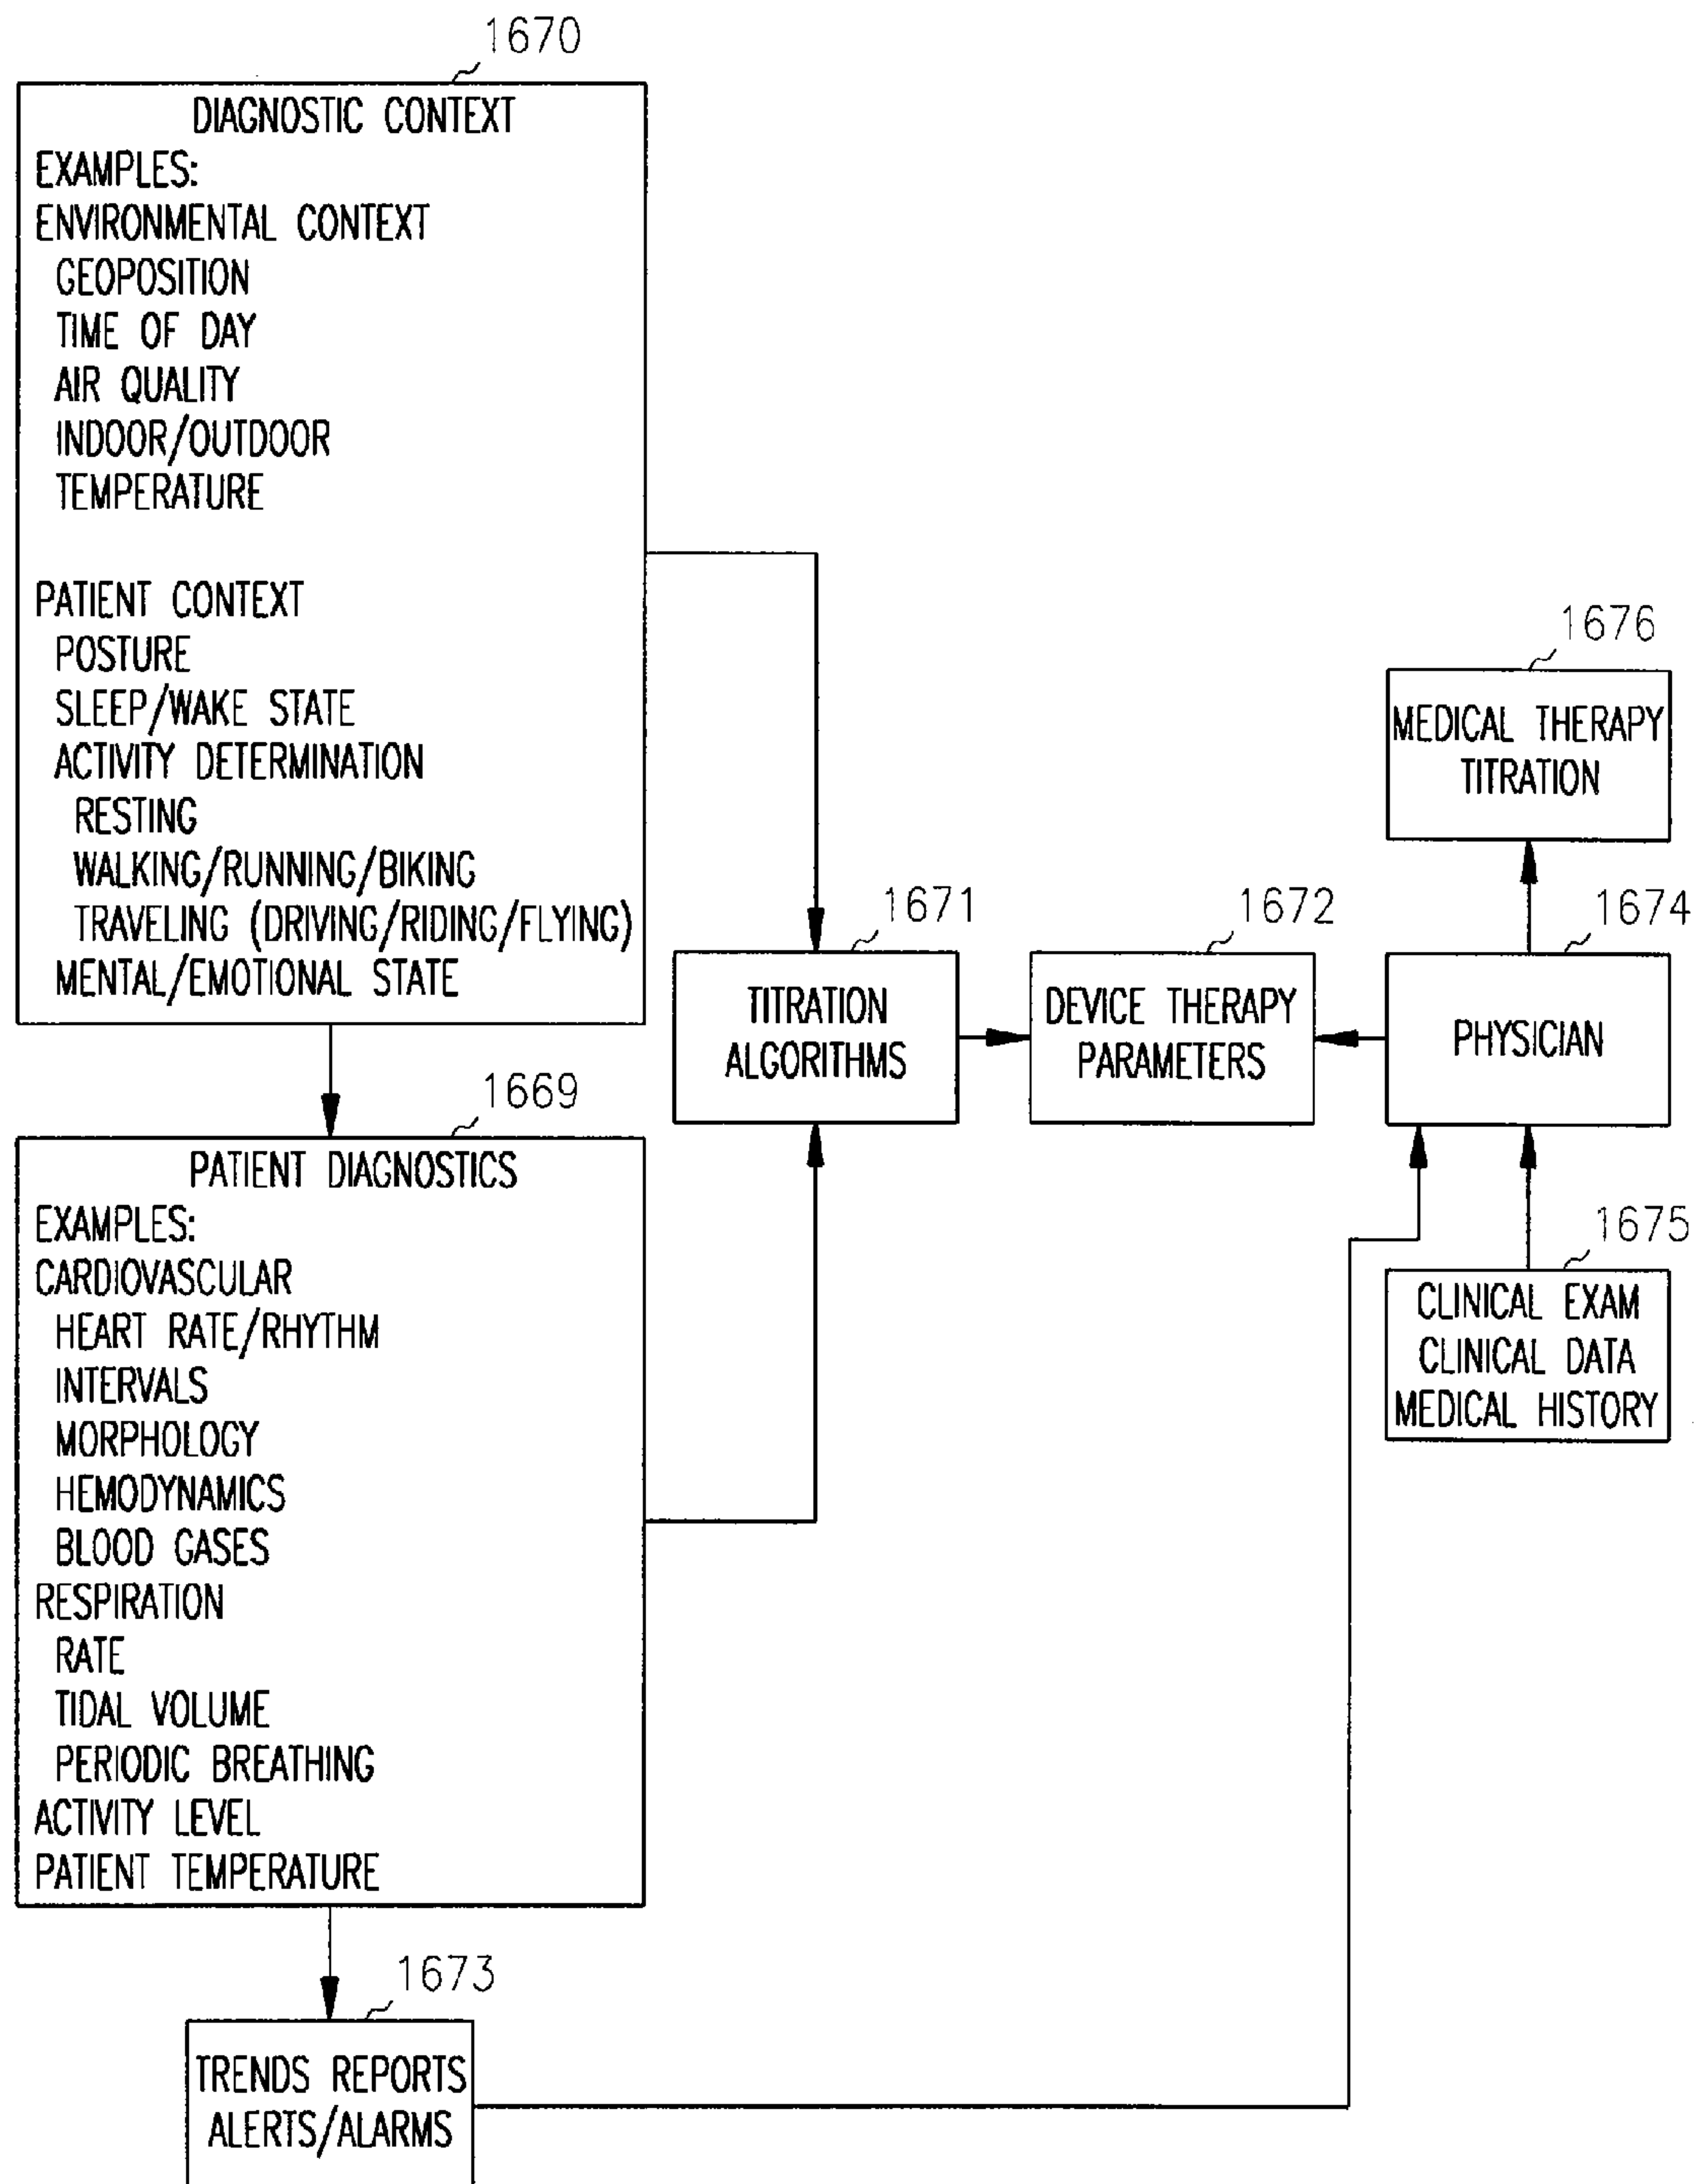 1670
DIAGNOSTIC CONTEXT
EXAMPLES:
ENVIRONMENTAL CONTEXT
GEOPOSITION
TIME OF DAY
AIR QUALITY
INDOOR/OUTDOOR
TEMPERATURE
PATIENT CONTEXT
POSTURE
SLEEP/WAKE STATE
ACTIVITY DETERMINATION
RESTING
WALKING/RUNNING/BIKING
TRAVELING (DRIVING/RIDING/FLYING)
MENTAL/EMOTIONAL STATE
1669
PATIENT DIAGNOSTICS
EXAMPLES:
CARDIOVASCULAR
HEART RATE/RHYTHM
INTERVALS
MORPHOLOGY
HEMODYNAMICS
BLOOD GASES
RESPIRATION
RATE
TIDAL VOLUME
PERIODIC BREATHING
ACTIVITY LEVEL
PATIENT TEMPERATURE
1673
TRENDS REPORTS
ALERTS/ALARMS
1671
TITRATION
ALGORITHMS
1672
DEVICE THERAPY
PARAMETERS
1676
MEDICAL THERAPY
TITRATION
1674
PHYSICIAN
1675
CLINICAL EXAM
CLINICAL DATA
MEDICAL HISTORY